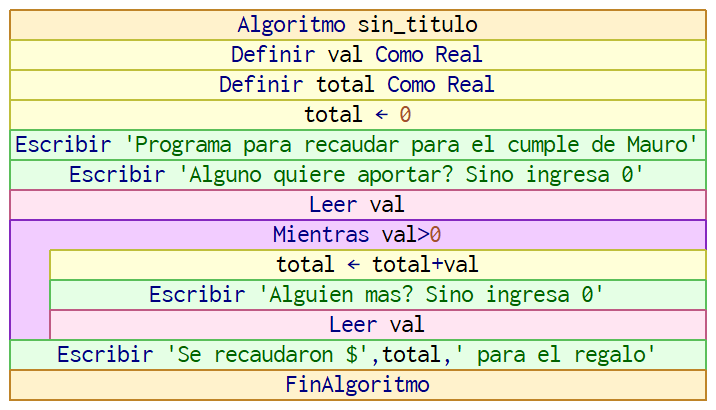 Algoritmo sin_titulo
Definir val Como Real
Definir total Como Real
total ← 0
Escribir 'Programa para recaudar para el cumple de Mauro'
Escribir 'Alguno quiere aportar? Sino ingresa 0'
Leer val
Mientras val>0
total ← total+val
Escribir 'Alguien mas? Sino ingresa 0'
Leer val
Escribir 'Se recaudaron $',total,' para el regalo'
FinAlgoritmo